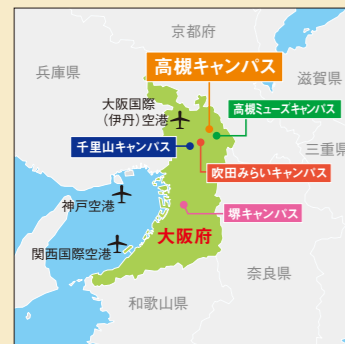 京都府
兵庫県
高槻キャンパス
滋賀県
大阪国際
(伊丹)空港
高槻ミューズキャンパス
千里山キャンパス
三重県
吹田みらいキャンパス
神戸空港
堺キャンパス
大阪府
関西国際空港
奈良県
和歌山県